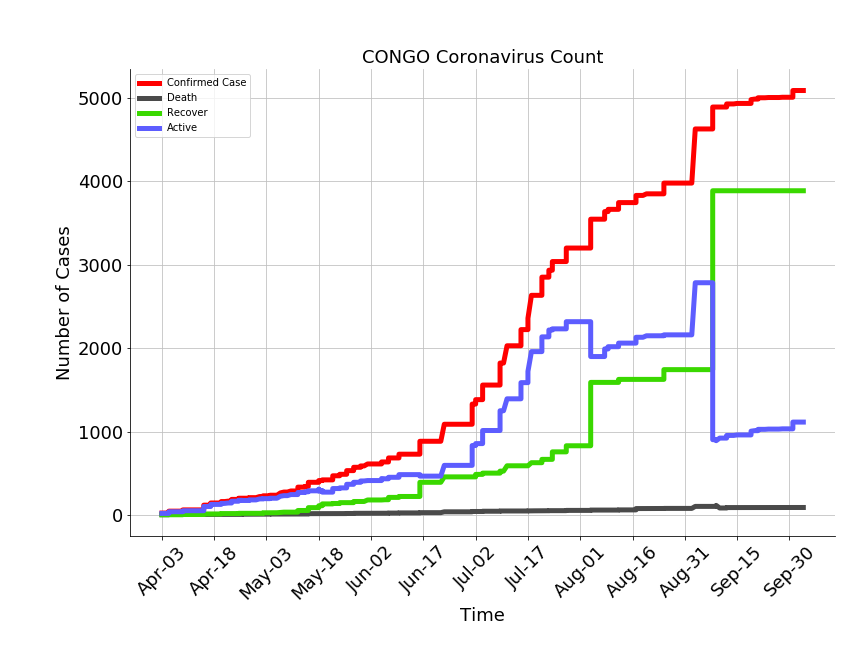 CONGO Coronavirus Count
Confirmed Case
Death
Recover
Active
5000
4000
3000
2000
1000
0
Number of Cases
Apr-03
Apr-18
May-03
May-18
Jun-02
Jun-17
Jul-02
Jul-17
Aug-01
Aug-16
Aug-31
Sep-15
Sep-30
Time